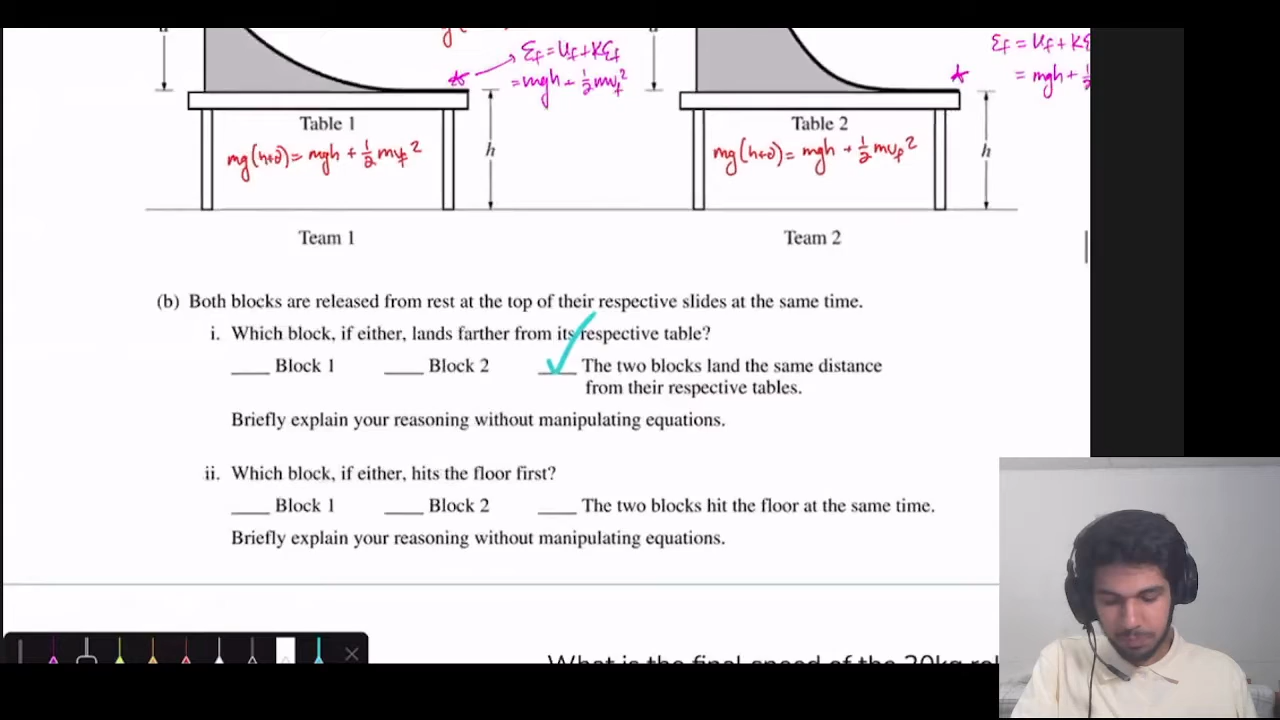 Ef = Uf + KEf
= mgh + ½mvf²
Ef = Uf + KE
= mgh +
Table 1
Table 2
mg(h+d) = mgh + ½mvf²
mg(h+d) = mgh + ½mvf²
h
h
Team 1
Team 2
(b) Both blocks are released from rest at the top of their respective slides at the same time.
i. Which block, if either, lands farther from its respective table?
____ Block 1 ____ Block 2 ____ The two blocks land the same distance
from their respective tables.
Briefly explain your reasoning without manipulating equations.
ii. Which block, if either, hits the floor first?
____ Block 1 ____ Block 2 ____ The two blocks hit the floor at the same time.
Briefly explain your reasoning without manipulating equations.
What is the final speed of the 20kg